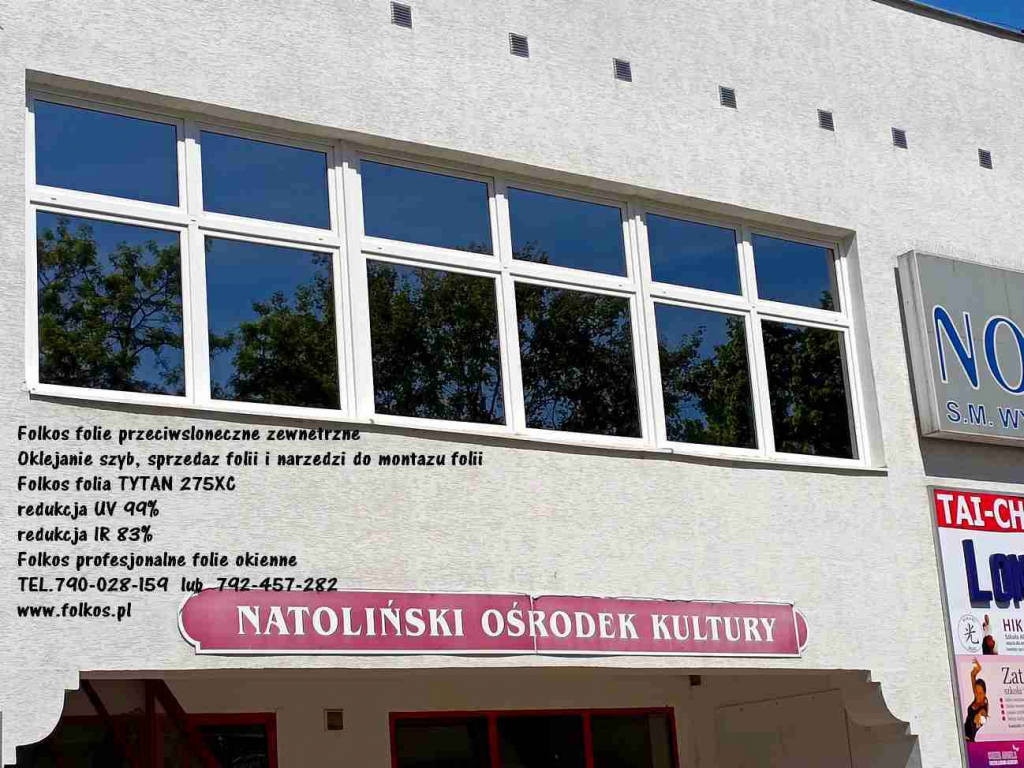 Folkos folie przeciwsloneczne zewnetrzne
Oklejanie szyb, sprzedaz folii i narzedzi do montazu folii
Folkos folia TYTAN 275XC
redukcja UV 99%
redukcja IR 83%
Folkos profesjonalne folie okienne
TEL.790-028-159 lub 792-457-282
www.folkos.pl
NATOLIŃSKI OŚRODEK KULTURY
NO
S.M. WY
TAI-CH
LON
HIK
Zat
szkoła